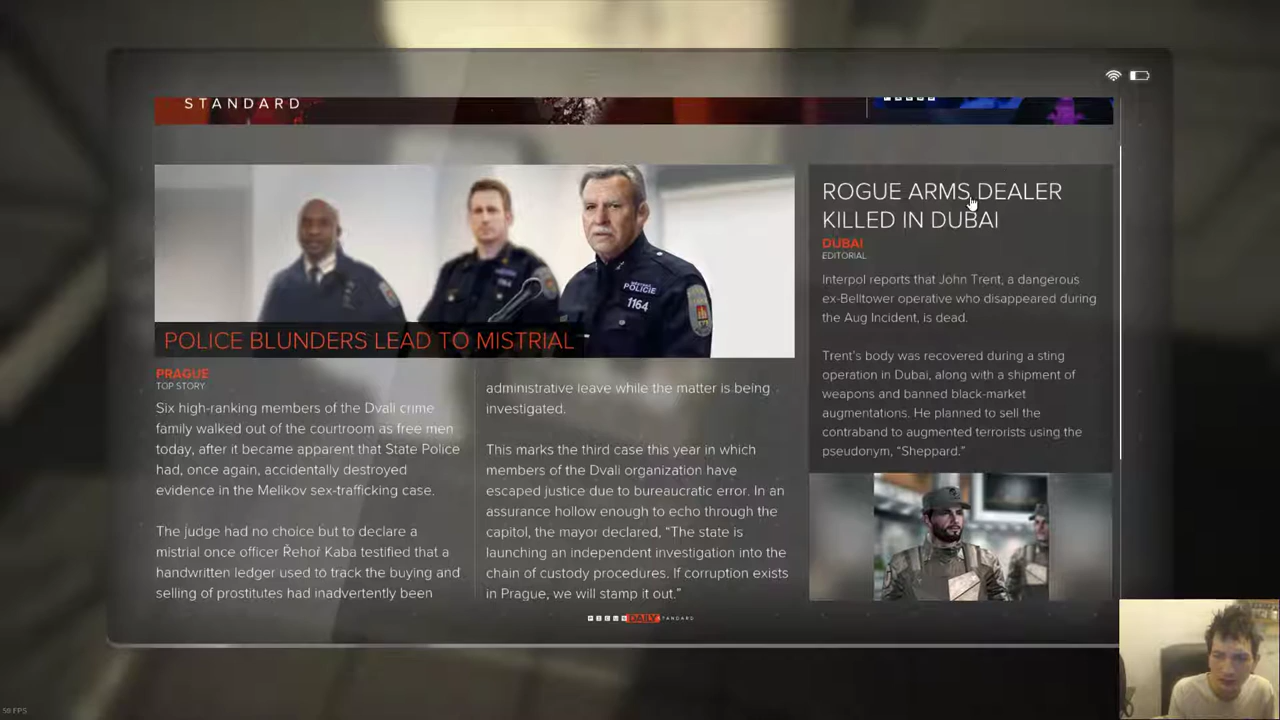 STANDARD
POLICIE
1164
POLICE BLUNDERS LEAD TO MISTRIAL
PRAGUE
TOP STORY
Six high-ranking members of the Dvali crime
family walked out of the courtroom as free men
today, after it became apparent that State Police
had, once again, accidentally destroyed
evidence in the Melikov sex-trafficking case.
The judge had no choice but to declare a
mistrial once officer Řehoř Kaba testified that a
handwritten ledger used to track the buying and
selling of prostitutes had inadvertently been
administrative leave while the matter is being
investigated.
This marks the third case this year in which
members of the Dvali organization have
escaped justice due to bureaucratic error. In an
assurance hollow enough to echo through the
capitol, the mayor declared, “The state is
launching an independent investigation into the
chain of custody procedures. If corruption exists
in Prague, we will stamp it out.”
ROGUE ARMS DEALER
KILLED IN DUBAI
DUBAI
EDITORIAL
Interpol reports that John Trent, a dangerous
ex-Belltower operative who disappeared during
the Aug Incident, is dead.
Trent's body was recovered during a sting
operation in Dubai, along with a shipment of
weapons and banned black-market
augmentations. He planned to sell the
contraband to augmented terrorists using the
pseudonym, “Sheppard.”
PICUS DAILY STANDARD
59 FPS